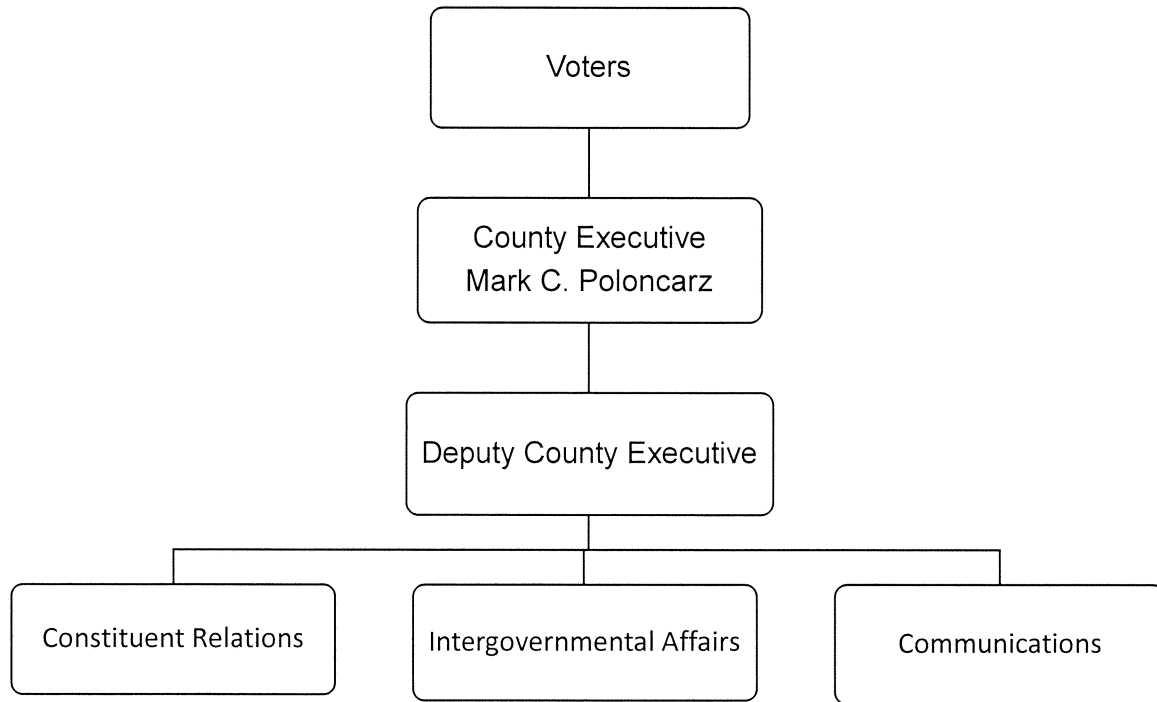 Voters
County Executive
Mark C. Poloncarz
Deputy County Executive
Constituent Relations
Intergovernmental Affairs
Communications